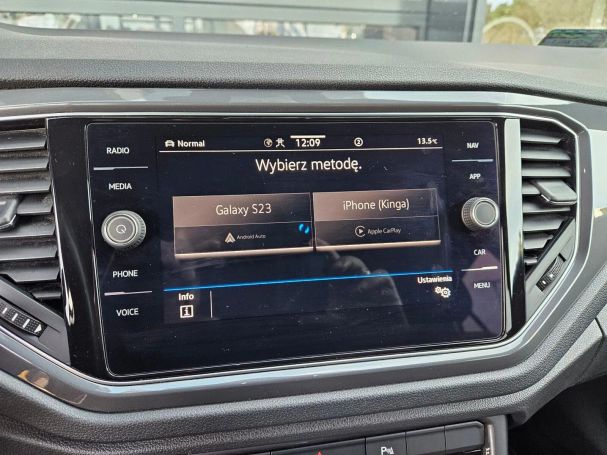 RADIO
MEDIA
PHONE
VOICE
Normal
12:09
2
13.5°C
Wybierz metodę.
Galaxy S23
Android Auto
iPhone (Kinga)
Apple CarPlay
Info
Ustawienia
NAV
APP
CAR
MENU